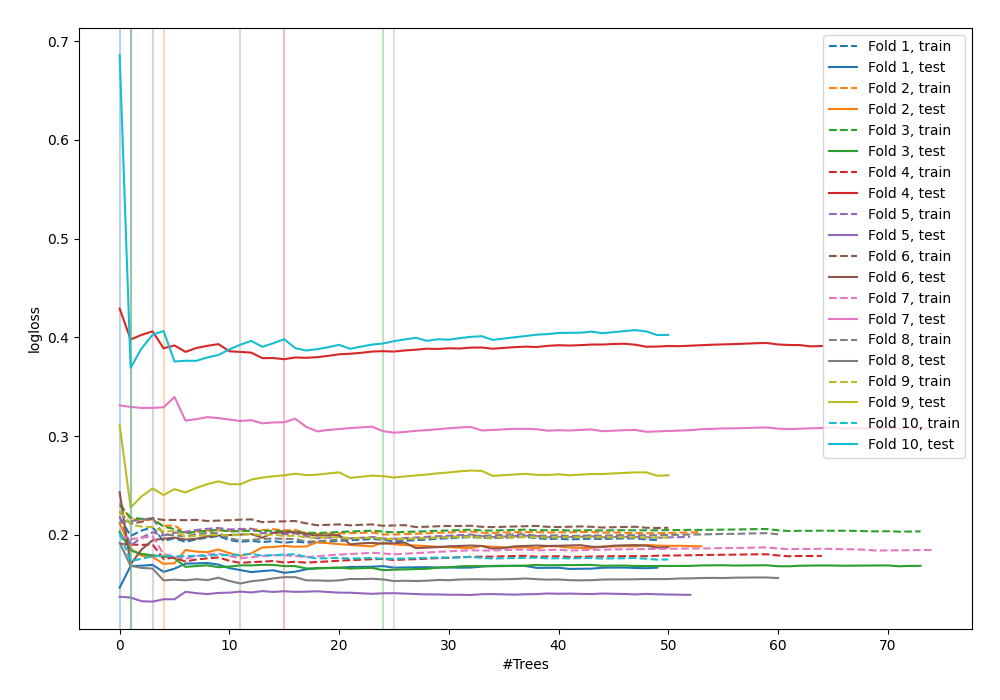 0.7
0.6
0.5
0.4
0.3
0.2
logloss
0
10
20
30
40
50
60
70
#Trees
Fold 1, train
Fold 1, test
Fold 2, train
Fold 2, test
Fold 3, train
Fold 3, test
Fold 4, train
Fold 4, test
Fold 5, train
Fold 5, test
Fold 6, train
Fold 6, test
Fold 7, train
Fold 7, test
Fold 8, train
Fold 8, test
Fold 9, train
Fold 9, test
Fold 10, train
Fold 10, test